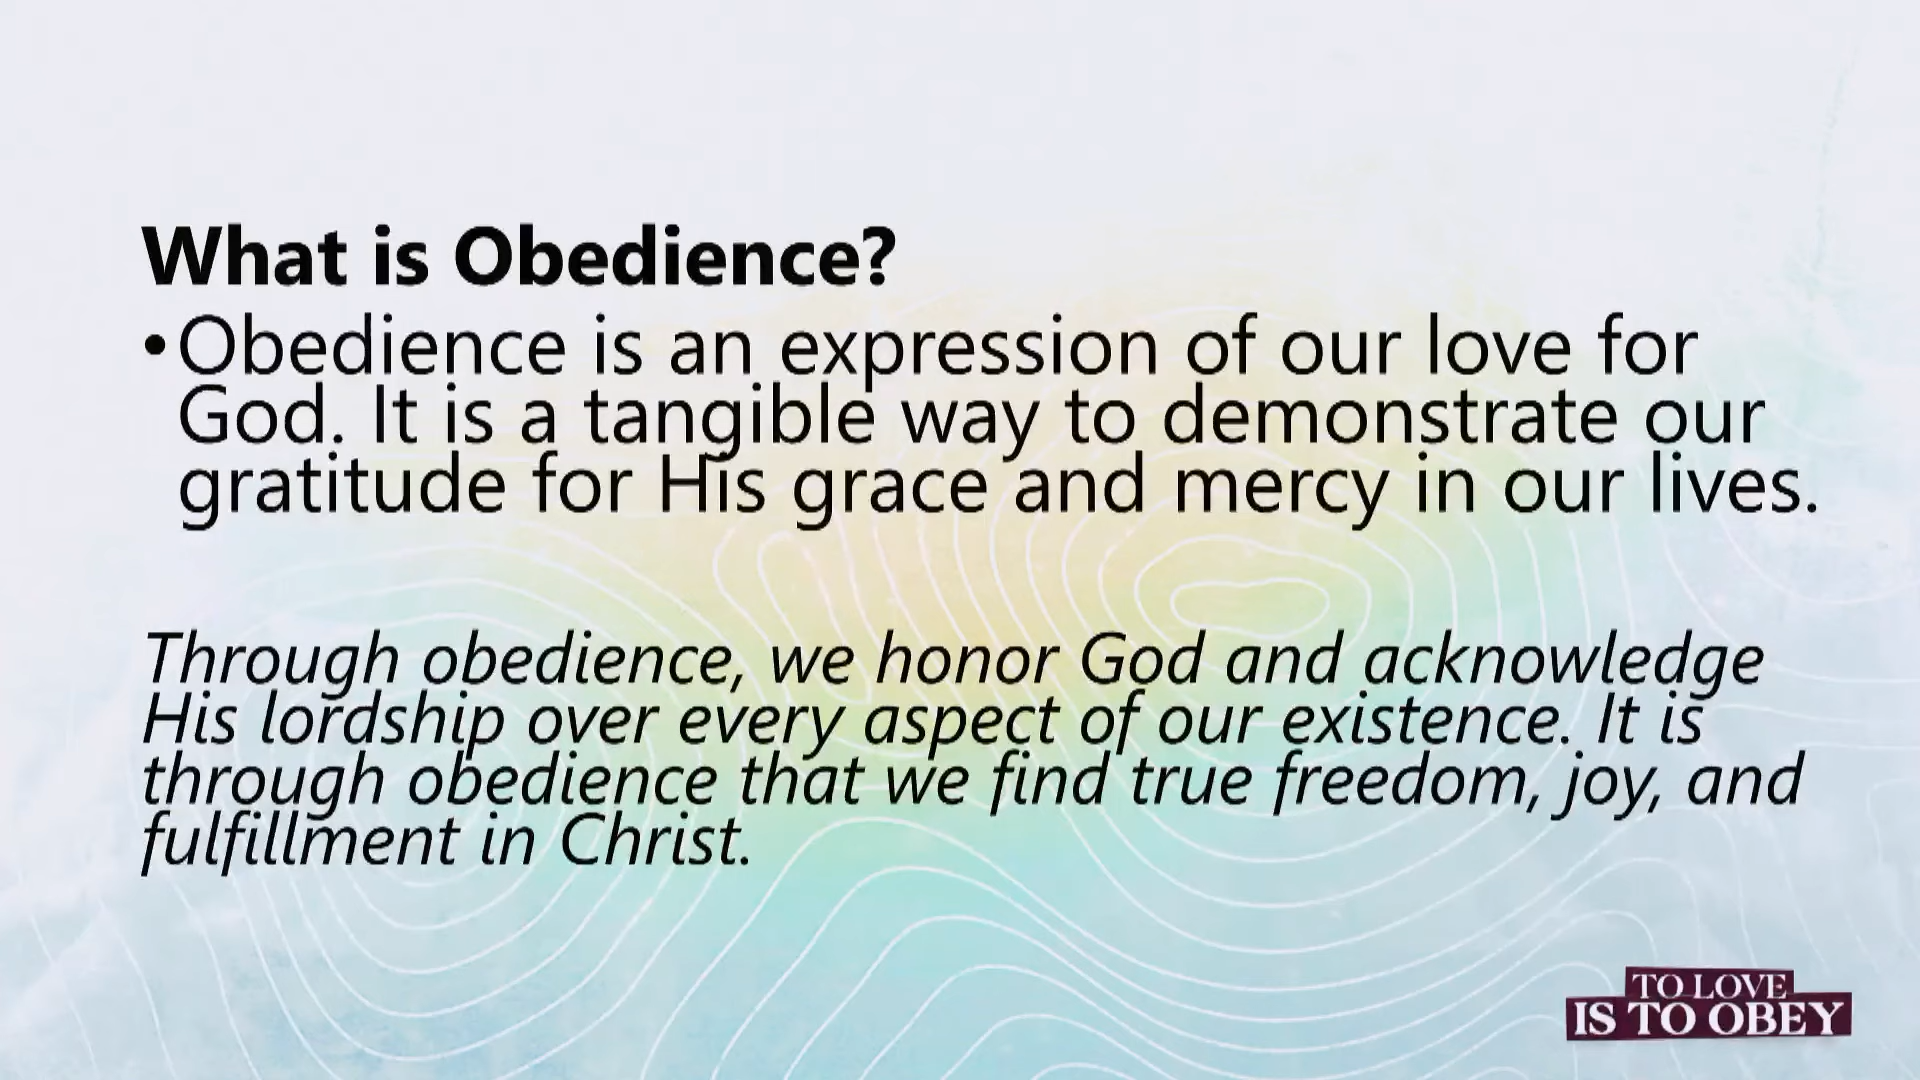 What is Obedience?
•Obedience is an expression of our love for
God. It is a tangible way to demonstrate our
gratitude for His grace and mercy in our lives.
Through obedience, we honor God and acknowledge
His lordship over every aspect of our existence. It is
through obedience that we find true freedom, joy, and
fulfillment in Christ.
TO LOVE
IS TO OBEY